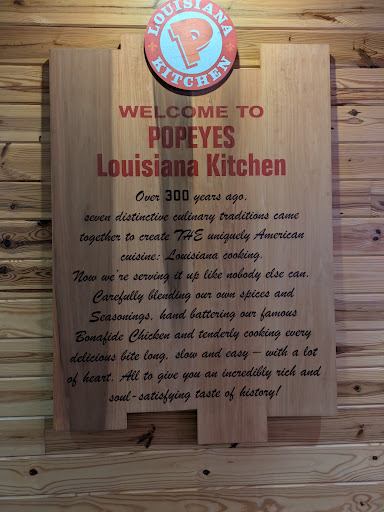 LOUISIANA
P
KITCHEN
WELCOME TO
POPEYES
Louisiana Kitchen
Over 300 years ago,
seven distinctive culinary traditions came
together to create THE uniquely American
cuisine: Louisiana cooking.
Now we're serving it up like nobody else can.
Carefully blending our own spices and
Seasonings, hand battering our famous
Bonafide Chicken and tenderly cooking every
delicious bite long, slow and easy – with a lot
of heart. All to give you an incredibly rich and
soul-satisfying taste of history!